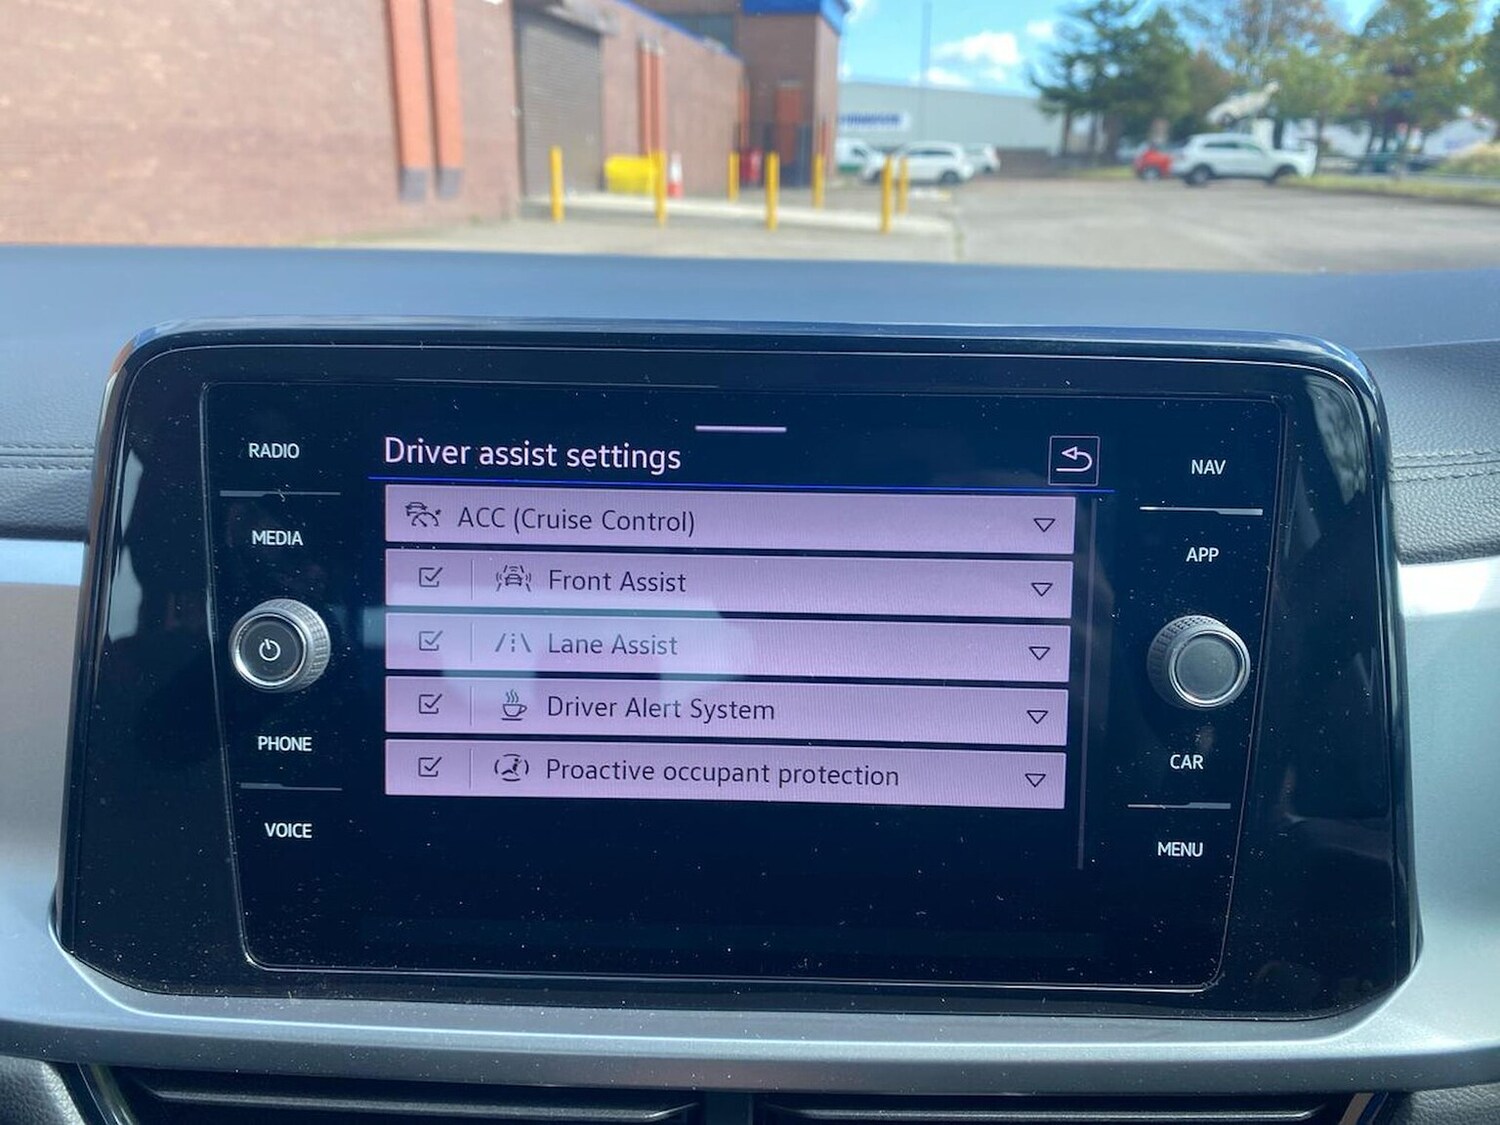 Driver assist settings
ACC (Cruise Control)
Front Assist
Lane Assist
Driver Alert System
Proactive occupant protection
RADIO
MEDIA
PHONE
VOICE
NAV
APP
CAR
MENU